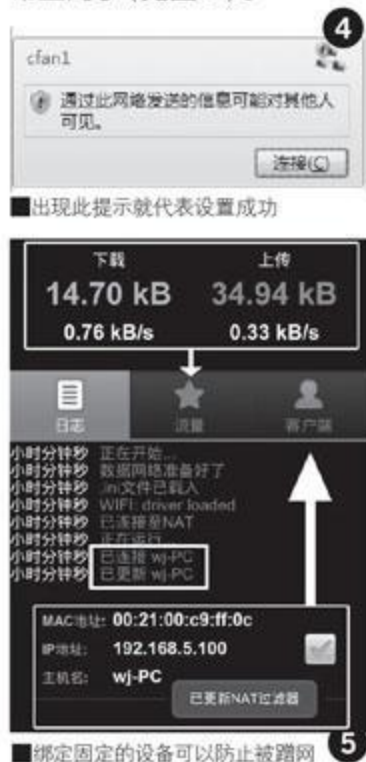 4
cfan1
通过此网络发送的信息可能对其他人
可见。
连接(C)
■出现此提示就代表设置成功
下载 上传
14.70 kB 34.94 kB
0.76 kB/s 0.33 kB/s
日志 流量 客户端
小时分钟秒 正在开始...
小时分钟秒 数据网络准备好了
小时分钟秒 .ini文件已载入
小时分钟秒 WIFI: driver loaded
小时分钟秒 已连接至NAT
小时分钟秒 正在运行...
小时分钟秒 已连接 wj-PC
小时分钟秒 已更新 wj-PC
MAC地址: 00:21:00:c9:ff:0c
IP地址: 192.168.5.100
主机名: wj-PC
已更新NAT过滤器
■绑定固定的设备可以防止被蹭网
5